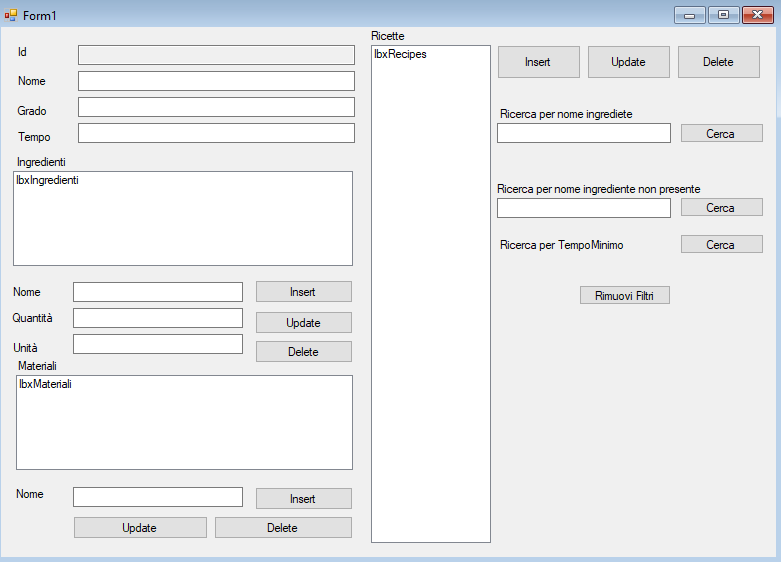 Form1
Id
Nome
Grado
Tempo
Ingredienti
lbxIngredienti
Nome
Insert
Quantità
Update
Unità
Delete
Materiali
lbxMateriali
Nome
Insert
Update
Delete
Ricette
lbxRecipes
Insert
Update
Delete
Ricerca per nome ingrediete
Cerca
Ricerca per nome ingrediente non presente
Cerca
Ricerca per TempoMinimo
Cerca
Rimuovi Filtri